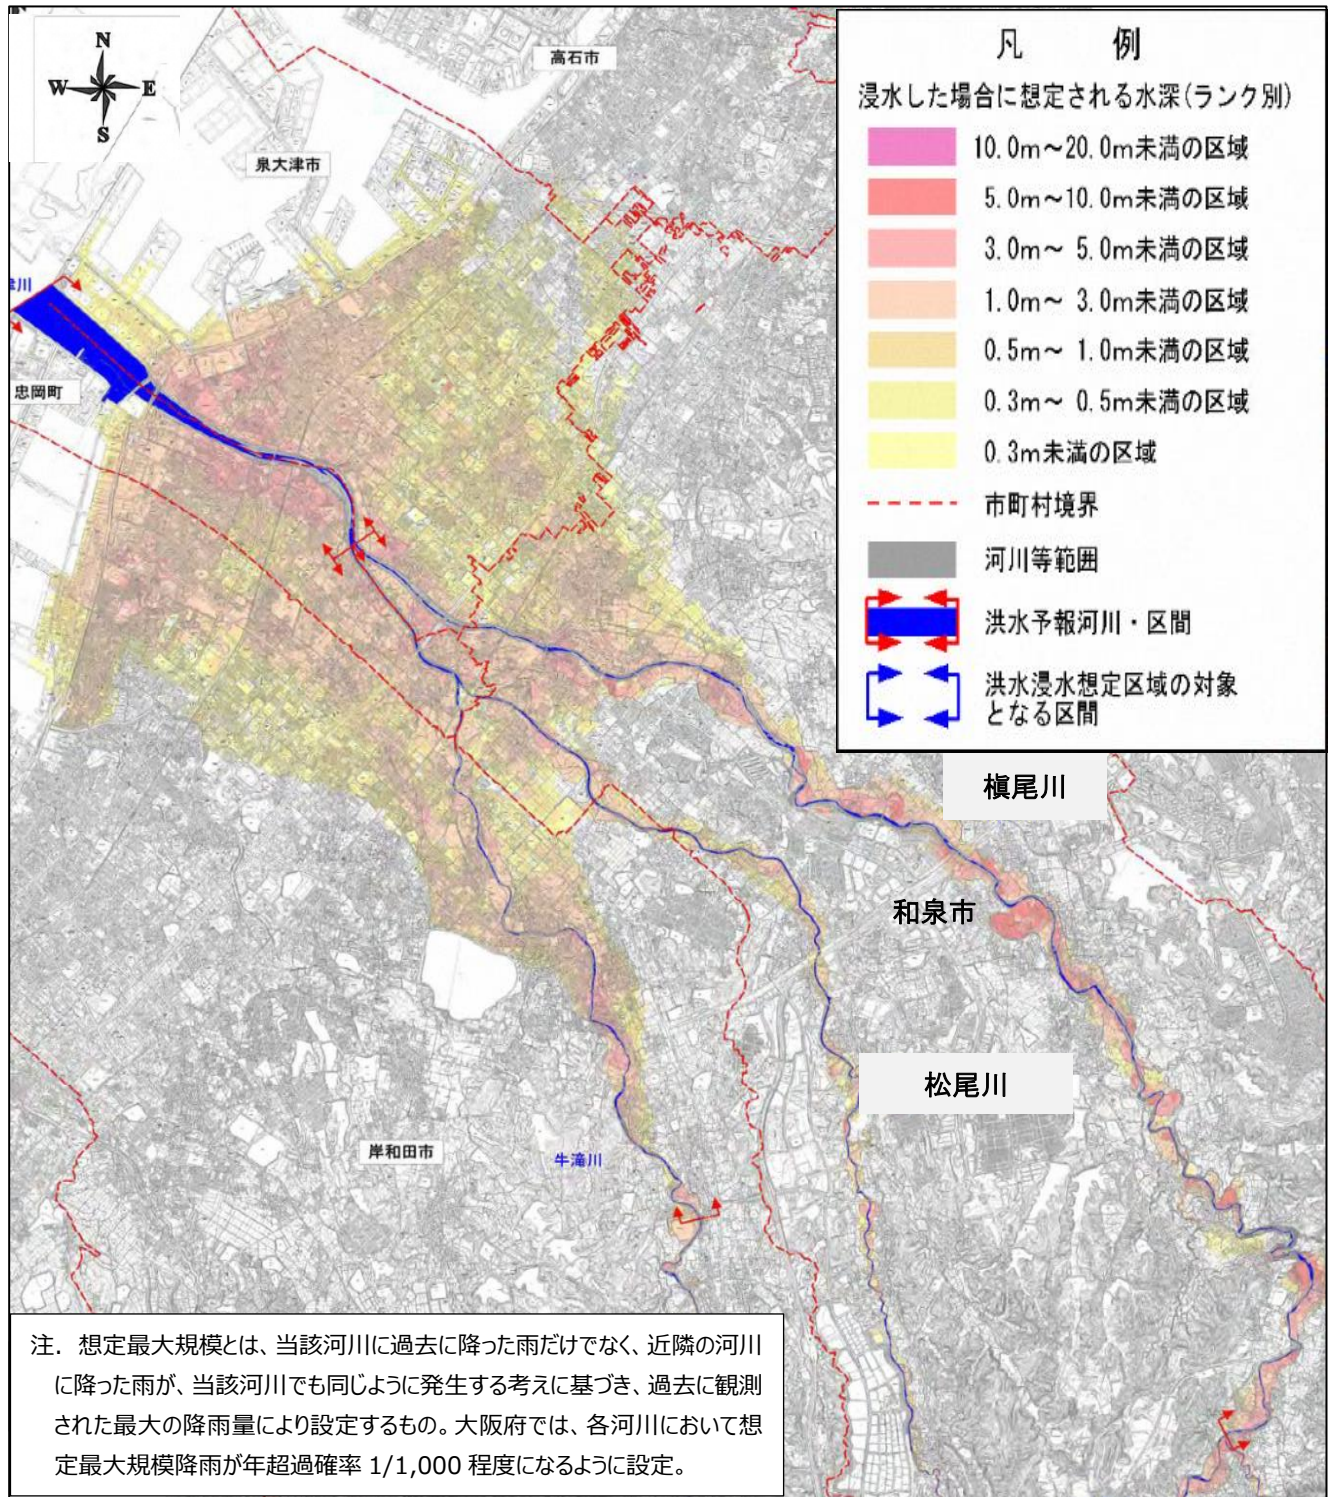 N
W E
S
高石市
泉大津市
津川
忠岡町
凡 例
浸水した場合に想定される水深(ランク別)
10.0m~20.0m未満の区域
5.0m~10.0m未満の区域
3.0m~ 5.0m未満の区域
1.0m~ 3.0m未満の区域
0.5m~ 1.0m未満の区域
0.3m~ 0.5m未満の区域
0.3m未満の区域
市町村境界
河川等範囲
洪水予報河川・区間
洪水浸水想定区域の対象
となる区間
槇尾川
和泉市
松尾川
岸和田市
牛滝川
注. 想定最大規模とは、当該河川に過去に降った雨だけでなく、近隣の河川
に降った雨が、当該河川でも同じように発生する考えに基づき、過去に観測
された最大の降雨量により設定するもの。大阪府では、各河川において想
定最大規模降雨が年超過確率 1/1,000 程度になるように設定。